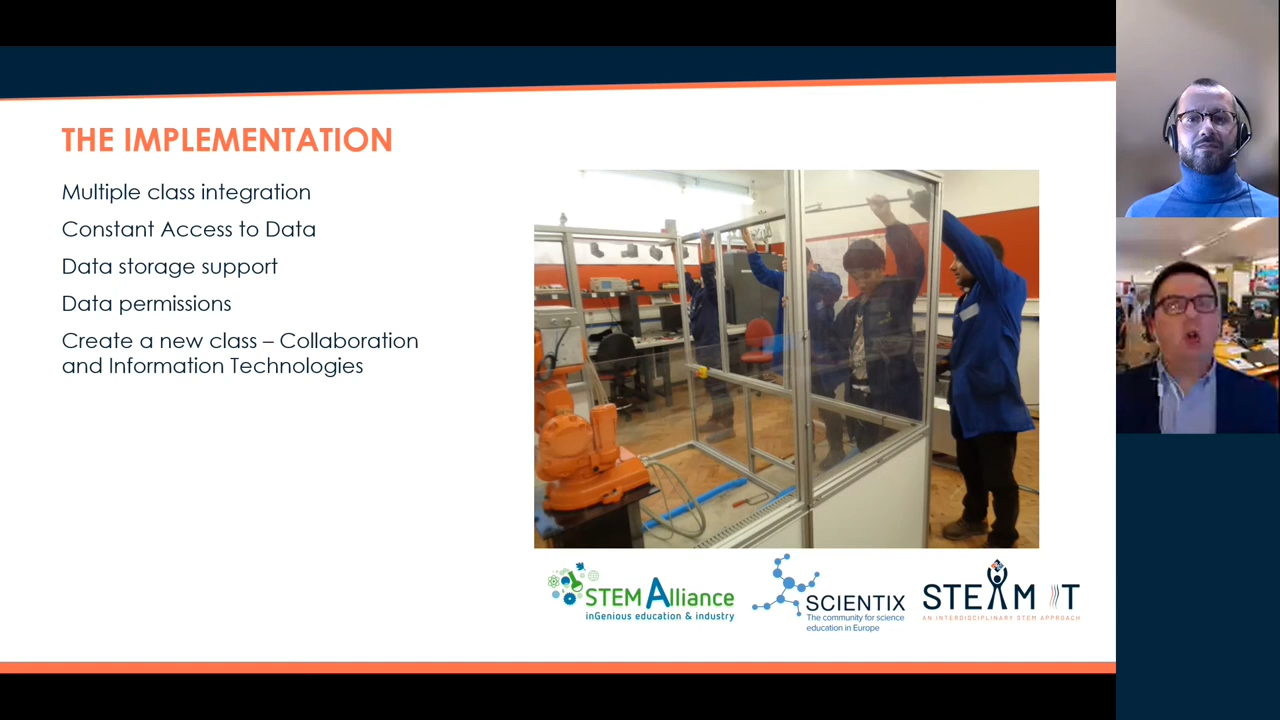 THE IMPLEMENTATION
Multiple class integration
Constant Access to Data
Data storage support
Data permissions
Create a new class – Collaboration
and Information Technologies
STEM Alliance
inGenious education & industry
SCIENTIX
The community for science
education in Europe
STEAM IT
AN INTERDISCIPLINARY STEM APPROACH